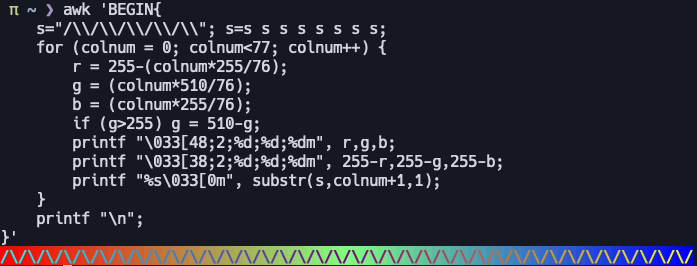 π ~ ❯ awk 'BEGIN{
    s="/\\/\\/\\/\\/\\"; s=s s s s s s s s;
    for (colnum = 0; colnum<77; colnum++) {
        r = 255-(colnum*255/76);
        g = (colnum*510/76);
        b = (colnum*255/76);
        if (g>255) g = 510-g;
        printf "\033[48;2;%d;%d;%dm", r,g,b;
        printf "\033[38;2;%d;%d;%dm", 255-r,255-g,255-b;
        printf "%s\033[0m", substr(s,colnum+1,1);
    }
    printf "\n";
}'
/\/\/\/\/\/\/\/\/\/\/\/\/\/\/\/\/\/\/\/\/\/\/\/\/\/\/\/\/\/\/\/\/\/\/\/\/\/\/